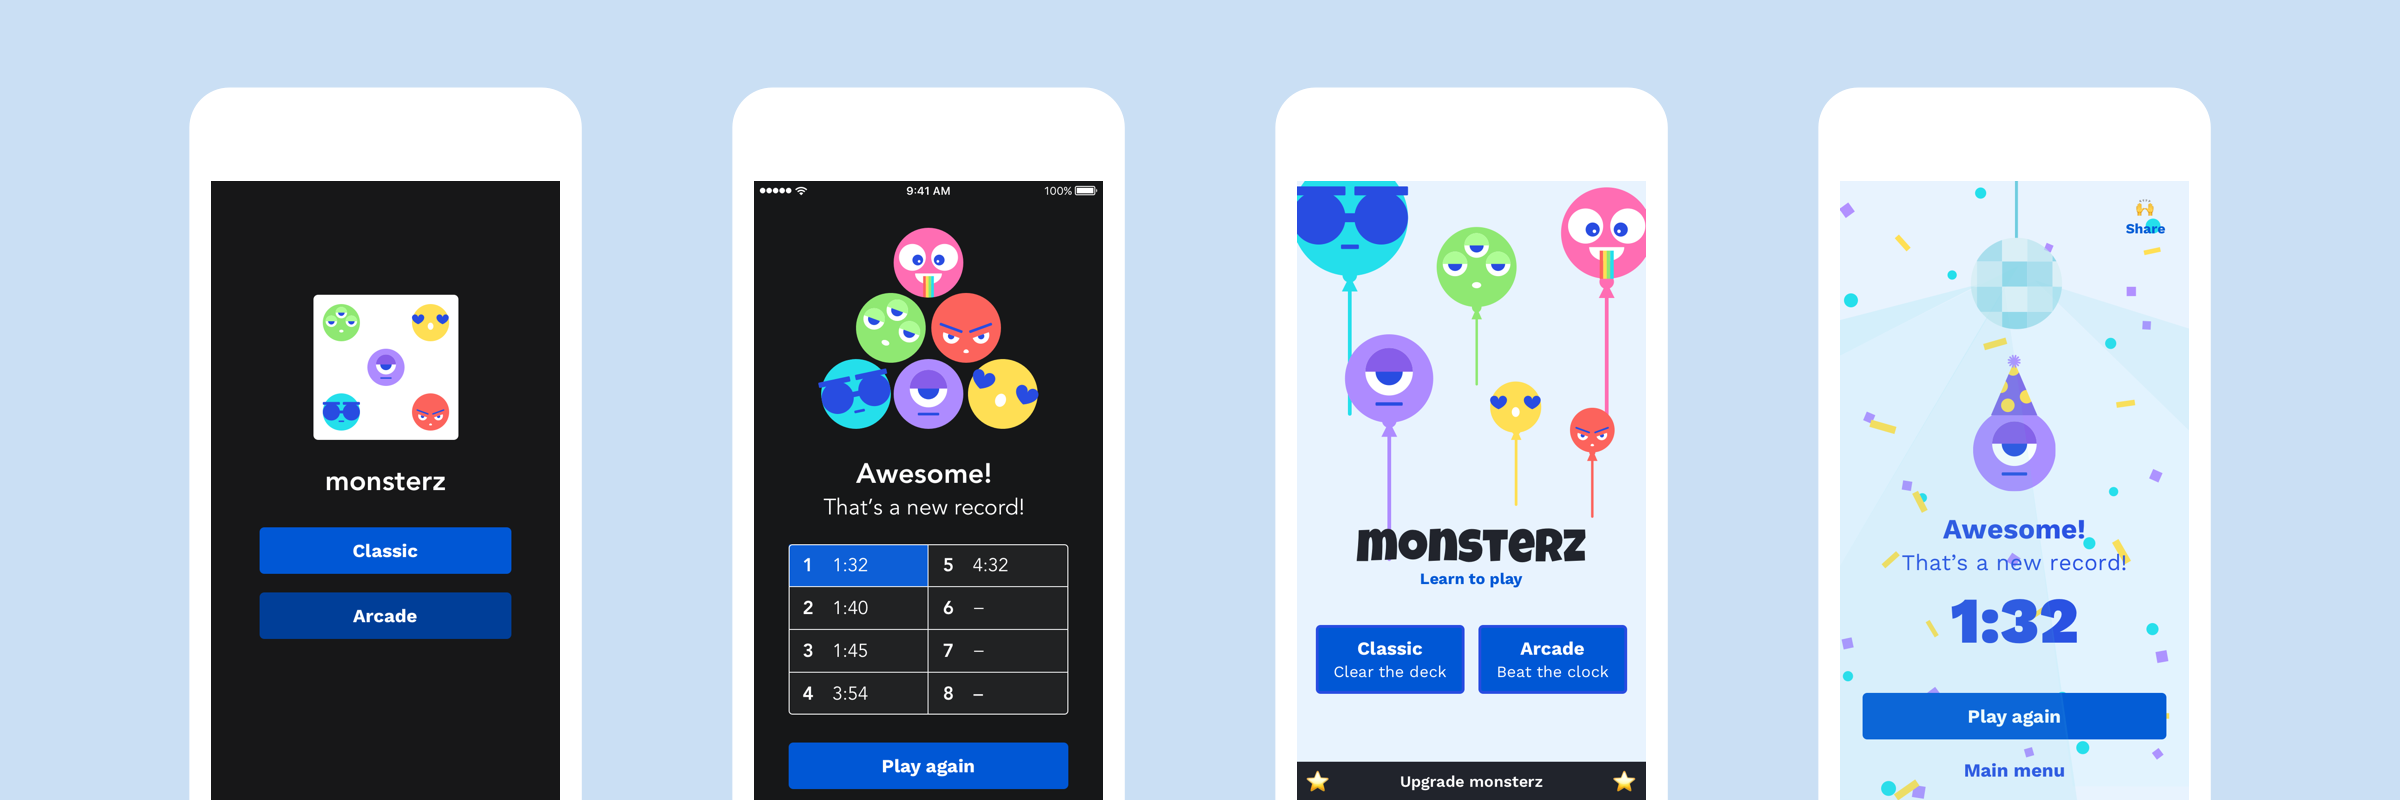 monsterz
Classic
Arcade
9:41 AM
100%
Awesome!
That's a new record!
1 1:32 5 4:32
2 1:40 6 –
3 1:45 7 –
4 3:54 8 –
Play again
monsterz
Learn to play
Classic
Clear the deck
Arcade
Beat the clock
Upgrade monsterz
Share
Awesome!
That's a new record!
1:32
Play again
Main menu